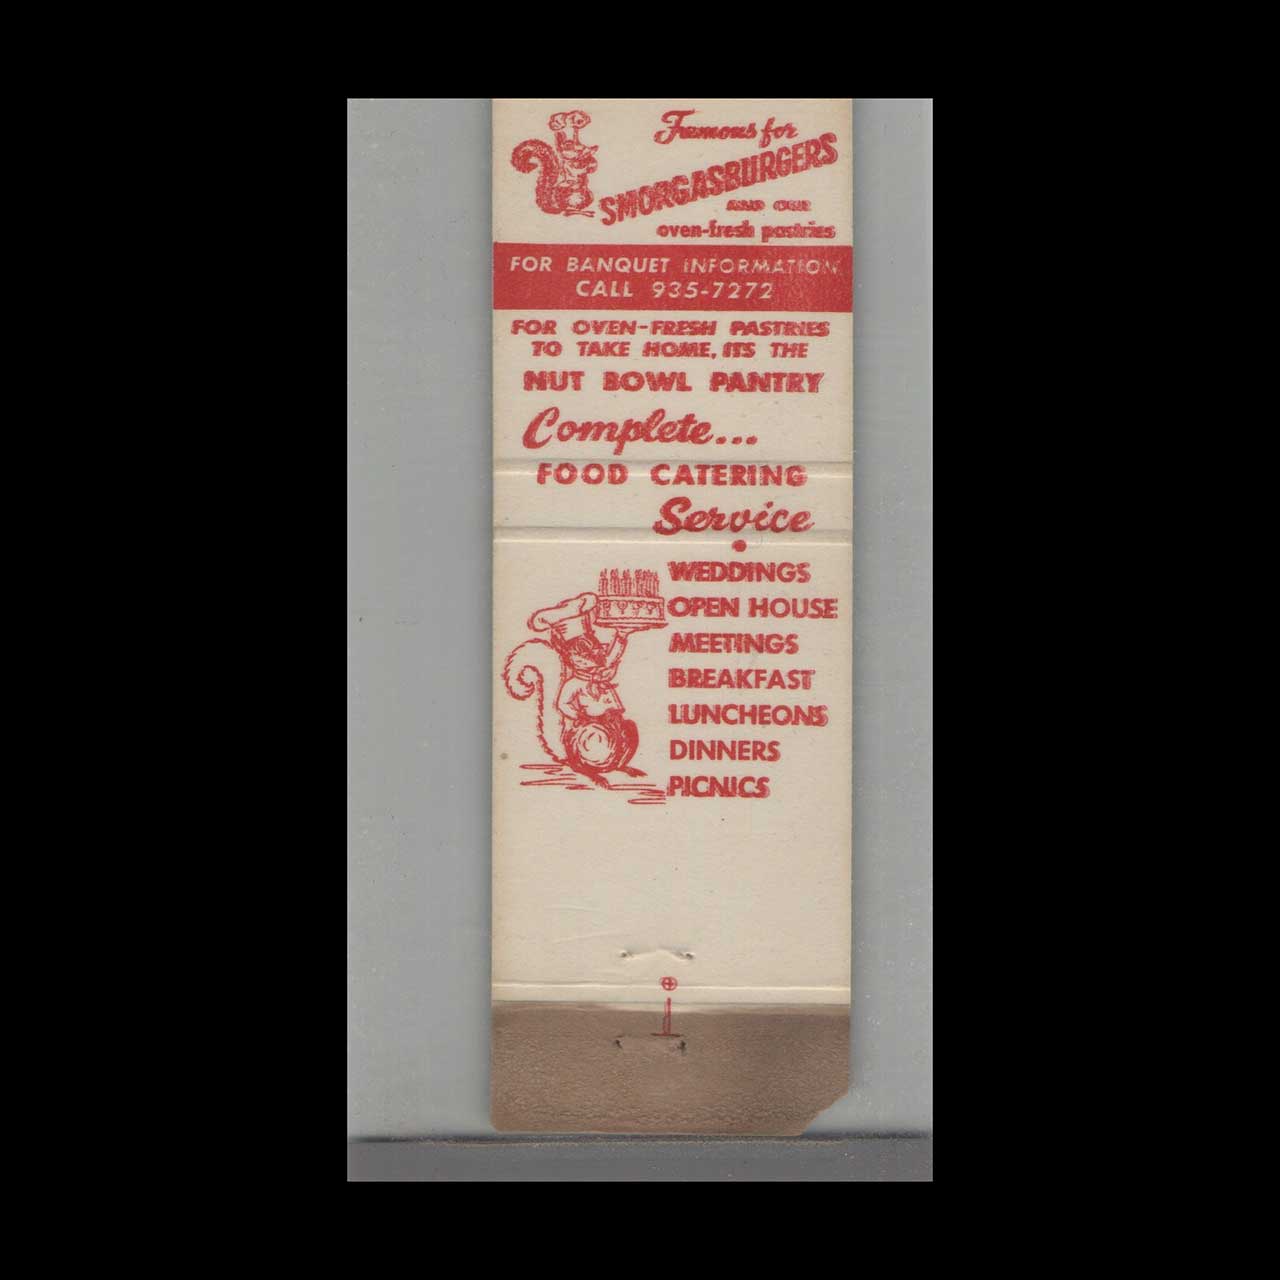 Famous for
SMORGASBURGERS
AND OUR
oven-fresh pastries
FOR BANQUET INFORMATION
CALL 935-7272
FOR OVEN-FRESH PASTRIES
TO TAKE HOME, ITS THE
NUT BOWL PANTRY
Complete...
FOOD CATERING
Service
WEDDINGS
OPEN HOUSE
MEETINGS
BREAKFAST
LUNCHEONS
DINNERS
PICNICS